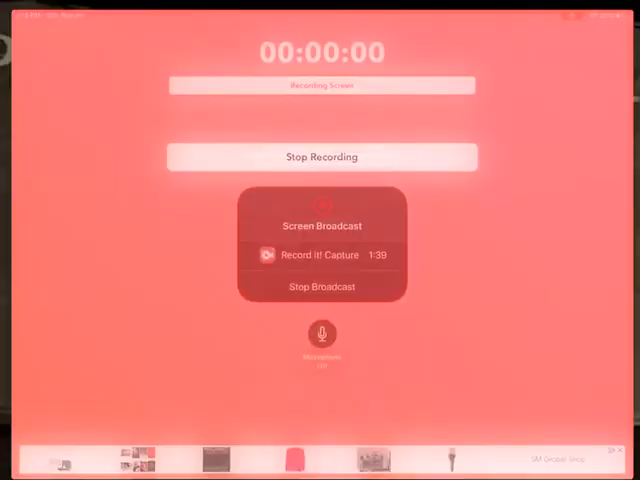 00:00:00
Recording Screen
Stop Recording
Screen Broadcast
Record it! Capture 1:39
Stop Broadcast
Microphone
SM Global Shop